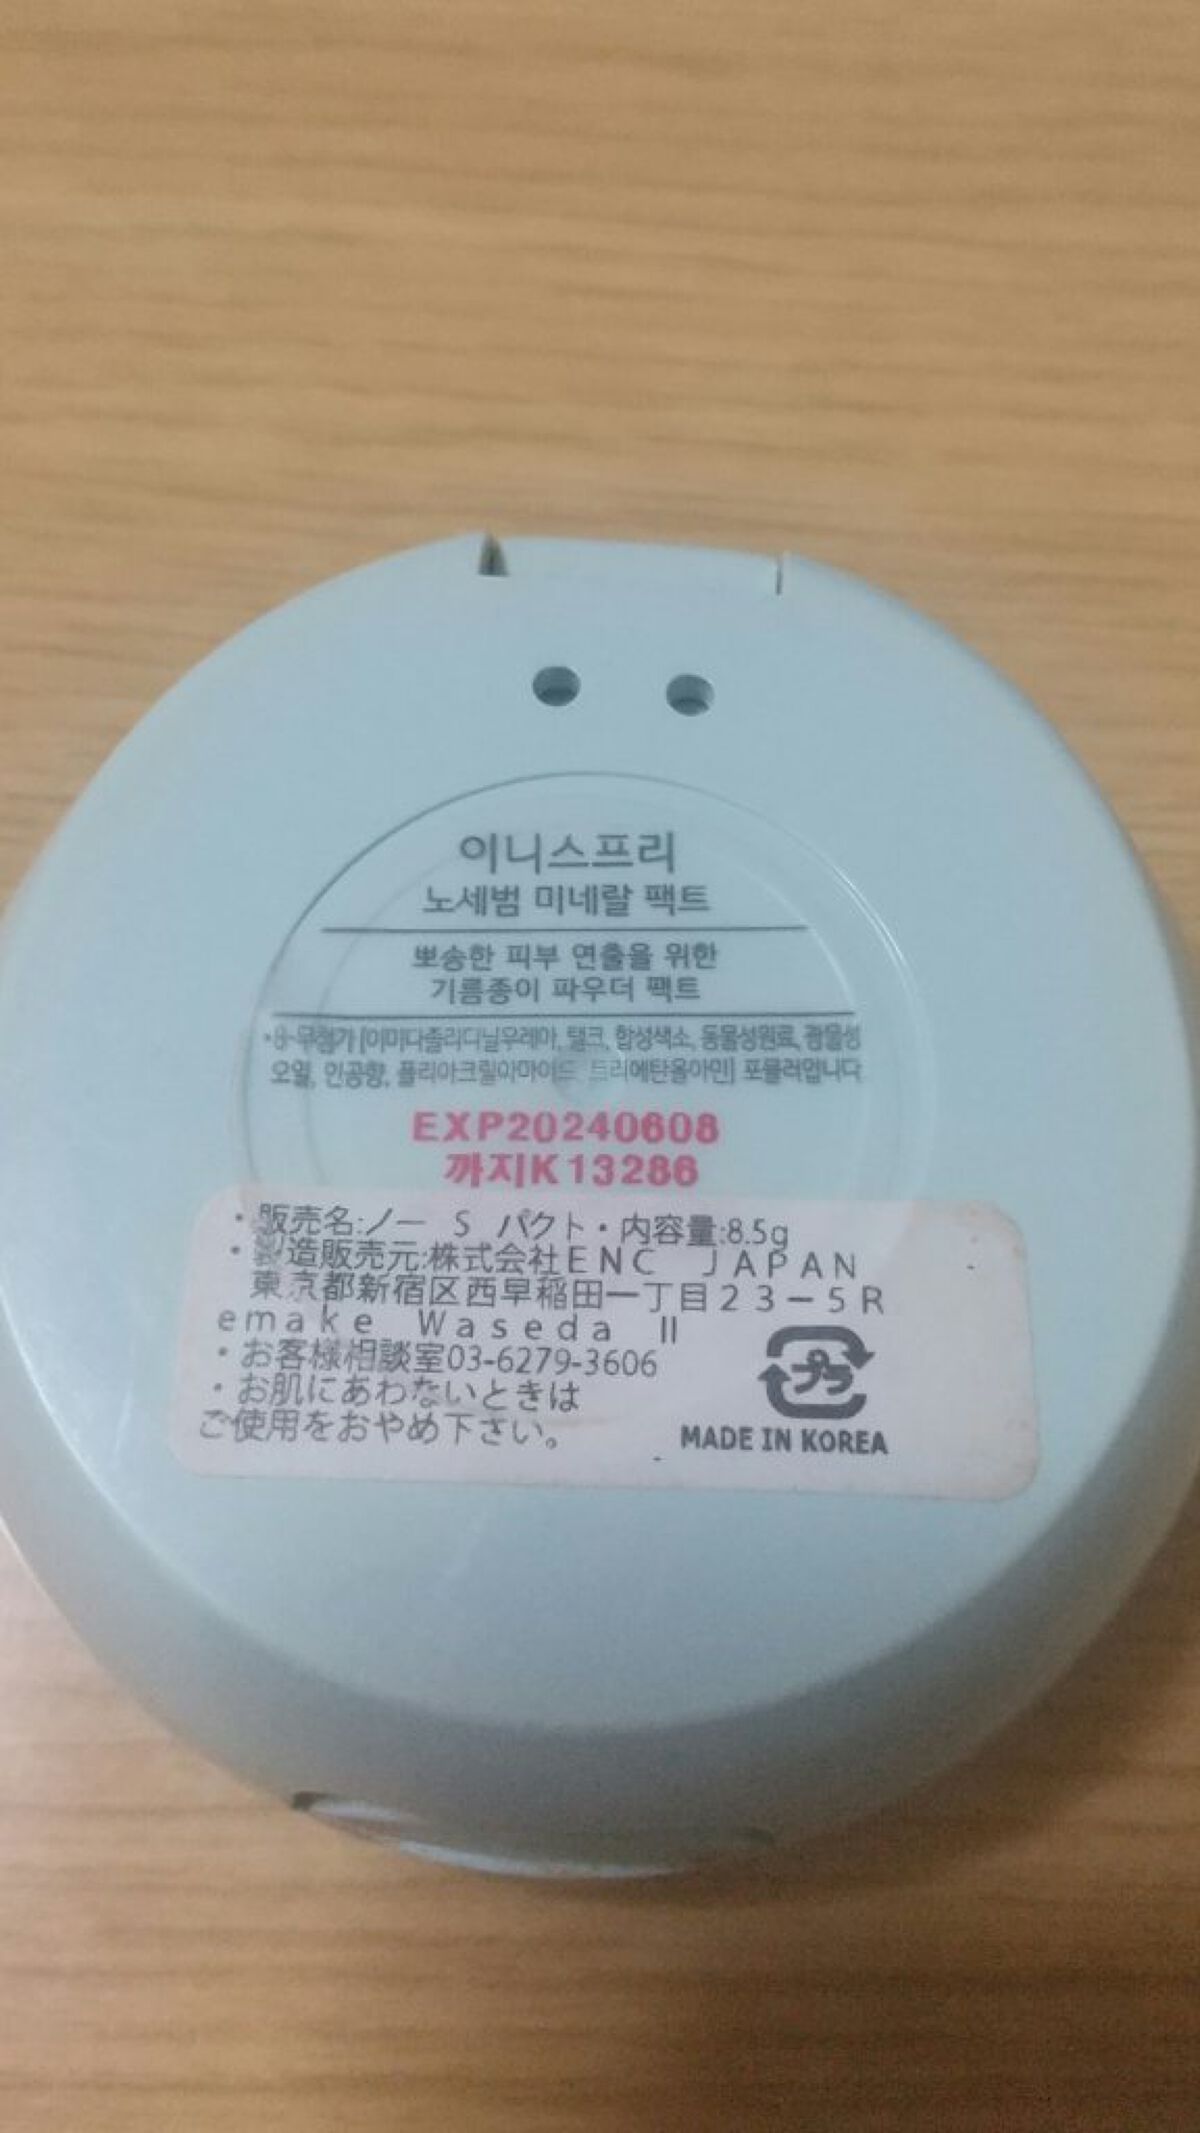 이니스프리
노세범 미네랄 팩트
뽀송한 피부 연출을 위한
기름종이 파우더 팩트
*8-무첨가 [이미다졸리디닐우레아, 탤크, 합성색소, 동물성원료, 광물성
오일, 인공향, 폴리아크릴아마이드, 트리에탄올아민] 포뮬러입니다
EXP20240608
까지K13286
・販売名:ノー S パクト・内容量:8.5g
・製造販売元:株式会社ENC JAPAN
東京都新宿区西早稲田一丁目23－5R
emake Waseda Ⅱ
・お客様相談室03-6279-3606
・お肌にあわないときは
ご使用をおやめ下さい。
プラ
MADE IN KOREA